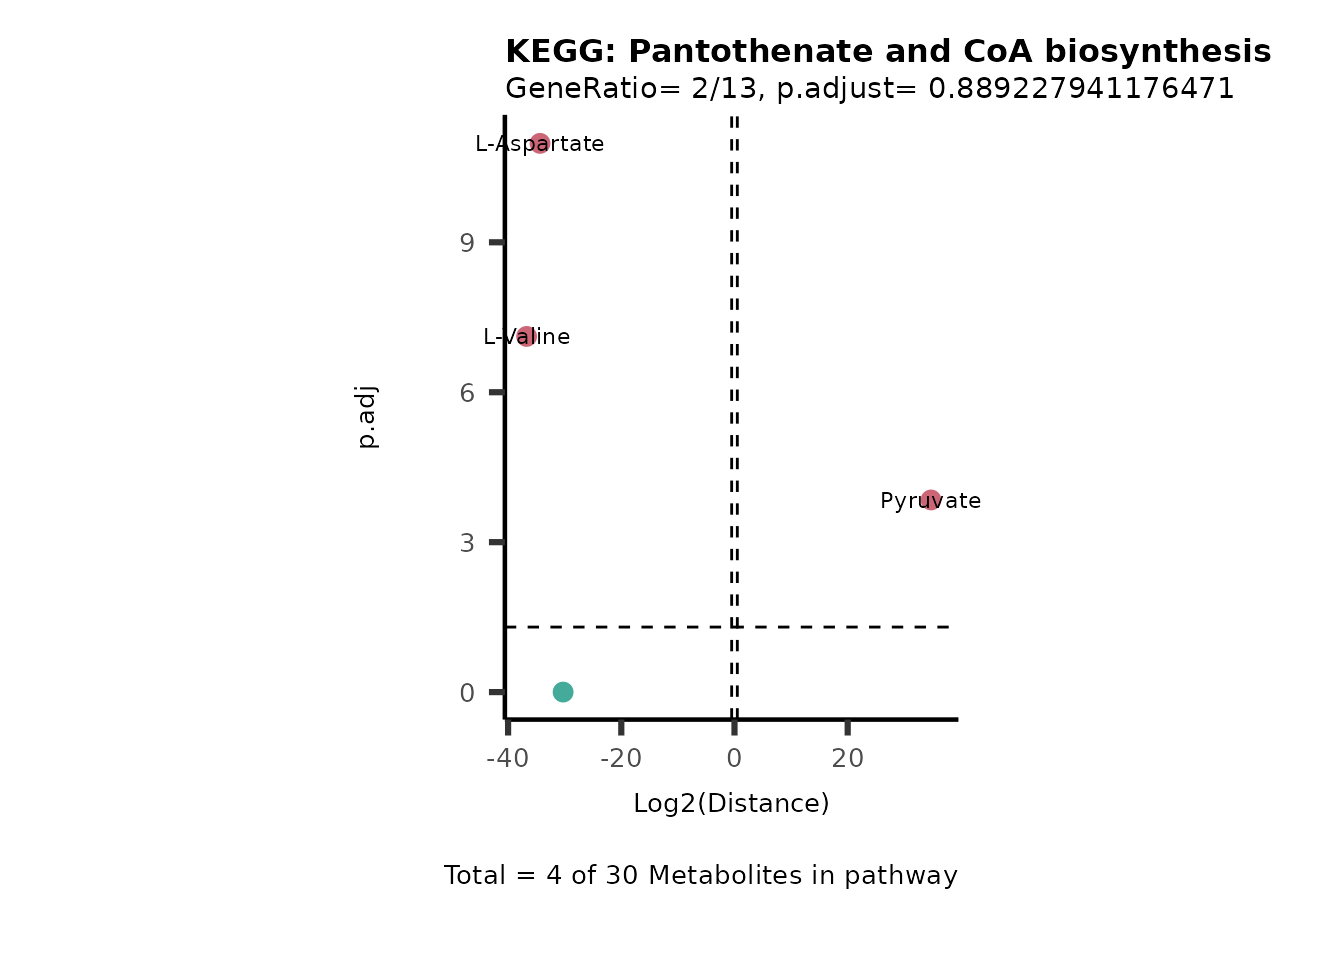 KEGG: Pantothenate and CoA biosynthesis
GeneRatio= 2/13, p.adjust= 0.889227941176471
L-Aspartate
9
L-Valine
6
p.adj
Pyruvate
3
0
-40 -20 0 20
Log2(Distance)
Total = 4 of 30 Metabolites in pathway